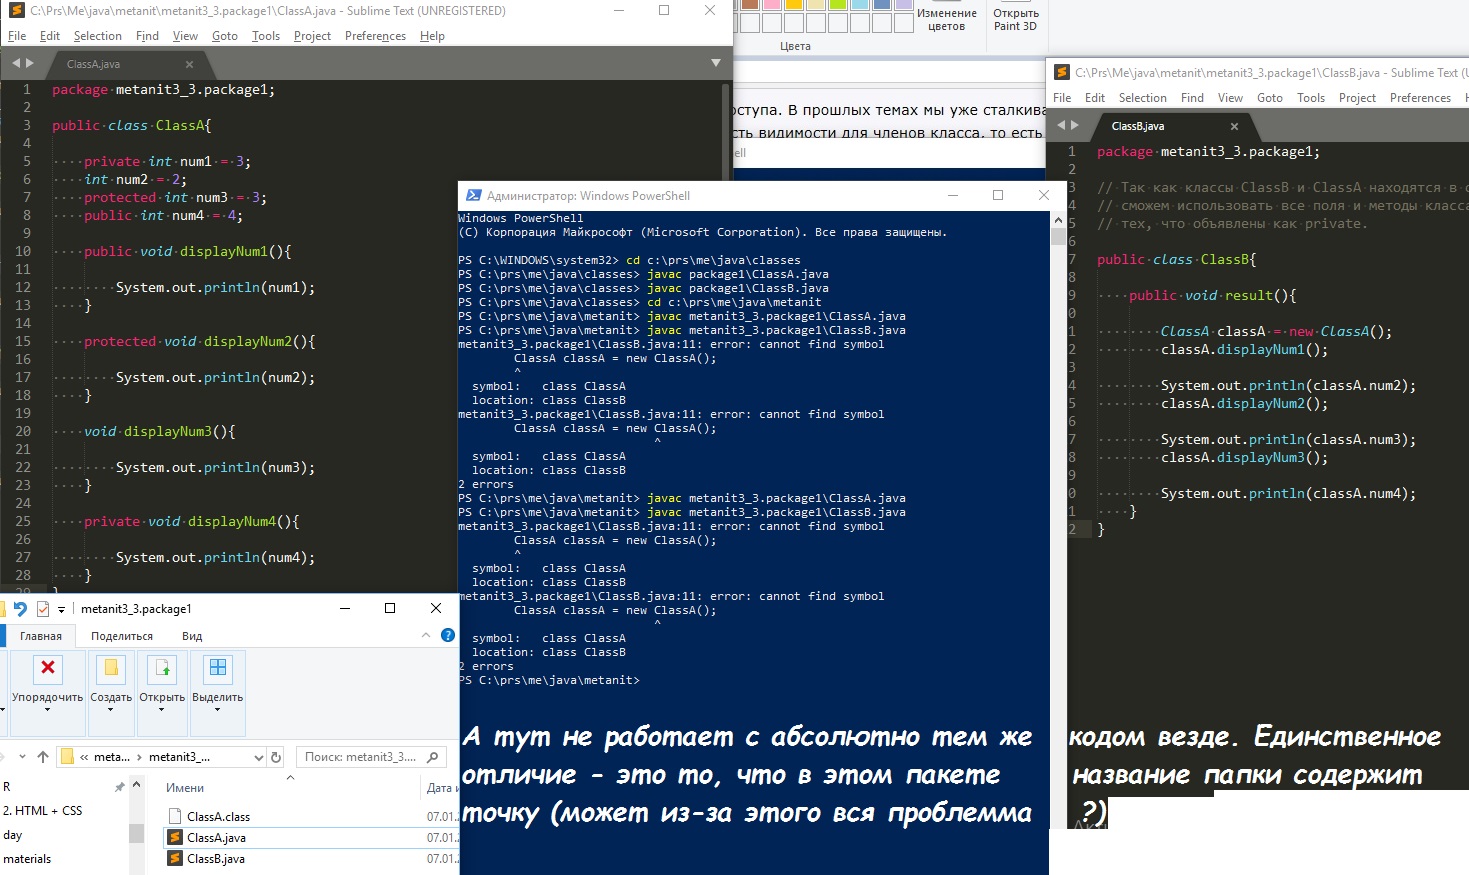 C:\Prs\Me\java\metanit\metanit3_3.package1\ClassA.java - Sublime Text (UNREGISTERED)
File Edit Selection Find View Goto Tools Project Preferences Help
ClassA.java
1 package metanit3_3.package1;
2
3 public class ClassA{
4
5 private int num1 = 3;
6 int num2 = 2;
7 protected int num3 = 3;
8 public int num4 = 4;
9
10 public void displayNum1(){
11
12 System.out.println(num1);
13 }
14
15 protected void displayNum2(){
16
17 System.out.println(num2);
18 }
19
20 void displayNum3(){
21
22 System.out.println(num3);
23 }
24
25 private void displayNum4(){
26
27 System.out.println(num4);
28 }
29 }
Изменение
цветов
Открыть
Paint 3D
Цвета
оступа. В прошлых темах мы уже сталкива
сть видимости для членов класса, то есть
ell
C:\Prs\Me\java\metanit\metanit3_3.package1\ClassB.java - Sublime Text (U
File Edit Selection Find View Goto Tools Project Preferences H
ClassB.java
1 package metanit3_3.package1;
2
3 // Так как классы ClassB и ClassA находятся в с
4 // сможем использовать все поля и методы класса
5 // тех, что объявлены как private.
6
7 public class ClassB{
8
9 public void result(){
0
1 ClassA classA = new ClassA();
2 classA.displayNum1();
3
4 System.out.println(classA.num2);
5 classA.displayNum2();
6
7 System.out.println(classA.num3);
8 classA.displayNum3();
9
0 System.out.println(classA.num4);
1 }
2 }
Администратор: Windows PowerShell
Windows PowerShell
(C) Корпорация Майкрософт (Microsoft Corporation). Все права защищены.
PS C:\WINDOWS\system32> cd c:\prs\me\java\classes
PS C:\prs\me\java\classes> javac package1\ClassA.java
PS C:\prs\me\java\classes> javac package1\ClassB.java
PS C:\prs\me\java\classes> cd c:\prs\me\java\metanit
PS C:\prs\me\java\metanit> javac metanit3_3.package1\ClassA.java
PS C:\prs\me\java\metanit> javac metanit3_3.package1\ClassB.java
metanit3_3.package1\ClassB.java:11: error: cannot find symbol
ClassA classA = new ClassA();
^
symbol: class ClassA
location: class ClassB
metanit3_3.package1\ClassB.java:11: error: cannot find symbol
ClassA classA = new ClassA();
^
symbol: class ClassA
location: class ClassB
2 errors
PS C:\prs\me\java\metanit> javac metanit3_3.package1\ClassA.java
PS C:\prs\me\java\metanit> javac metanit3_3.package1\ClassB.java
metanit3_3.package1\ClassB.java:11: error: cannot find symbol
ClassA classA = new ClassA();
^
symbol: class ClassA
location: class ClassB
metanit3_3.package1\ClassB.java:11: error: cannot find symbol
ClassA classA = new ClassA();
^
symbol: class ClassA
location: class ClassB
2 errors
PS C:\prs\me\java\metanit>
А тут не работает с абсолютно тем же кодом везде. Единственное
отличие - это то, что в этом пакете название папки содержит
точку (может из-за этого вся проблемма ?)
metanit3_3.package1
Главная Поделиться Вид
Упорядочить Создать Открыть Выделить
« meta... › metanit3_... Поиск: metanit3_3....
Имени Дата и
R
2. HTML + CSS
day
materials
ClassA.class 07.01.2
ClassA.java 07.01.2
ClassB.java 07.01.2